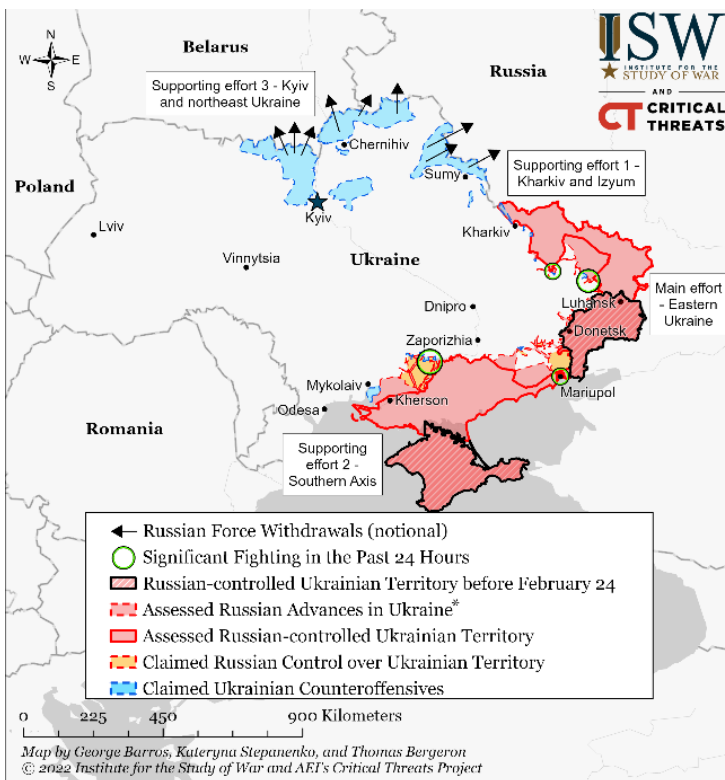 ISW
INSTITUTE FOR THE
STUDY OF WAR
AND
CT CRITICAL
THREATS
N
W E
S
Belarus
Russia
Supporting effort 3 - Kyiv
and northeast Ukraine
Chernihiv
Supporting effort 1 -
Kharkiv and Izyum
Sumy
Poland
Kyiv
Lviv
Kharkiv
Ukraine
Vinnytsia
Main effort
- Eastern
Ukraine
Luhansk
Dnipro
Donetsk
Zaporizhia
Mykolaiv
Mariupol
Kherson
Odesa
Romania
Supporting
effort 2 -
Southern Axis
Russian Force Withdrawals (notional)
Significant Fighting in the Past 24 Hours
Russian-controlled Ukrainian Territory before February 24
Assessed Russian Advances in Ukraine*
Assessed Russian-controlled Ukrainian Territory
Claimed Russian Control over Ukrainian Territory
Claimed Ukrainian Counteroffensives
0 225 450 900 Kilometers
Map by George Barros, Kateryna Stepanenko, and Thomas Bergeron
© 2022 Institute for the Study of War and AEI's Critical Threats Project